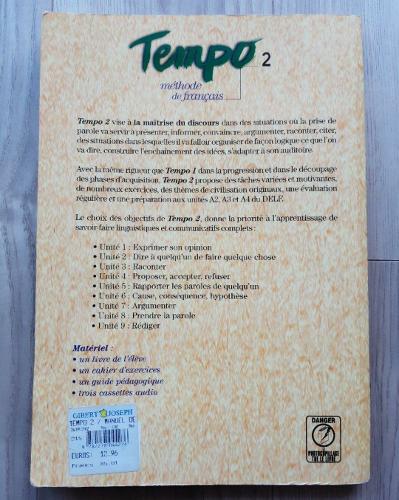 Tempo 2
méthode
de français
Tempo 2 vise à la maîtrise du discours dans des situations où la prise de
parole va servir à présenter, informer, convaincre, argumenter, raconter, citer,
des situations dans lesquelles il va falloir organiser de façon logique ce que l'on
va dire, construire l'enchaînement des idées, s'adapter à son auditoire.
Avec la même rigueur que Tempo 1 dans la progression et dans le découpage
des phases d'acquisition, Tempo 2 propose des tâches variées et motivantes,
de nombreux exercices, des thèmes de civilisation originaux, une évaluation
régulière et une préparation aux unités A2, A3 et A4 du DELF.
Le choix des objectifs de Tempo 2, donne la priorité à l'apprentissage de
savoir-faire linguistiques et communicatifs complets :
• Unité 1 : Exprimer son opinion
• Unité 2 : Dire à quelqu'un de faire quelque chose
• Unité 3 : Raconter
• Unité 4 : Proposer, accepter, refuser
• Unité 5 : Rapporter les paroles de quelqu'un
• Unité 6 : Cause, conséquence, hypothèse
• Unité 7 : Argumenter
• Unité 8 : Prendre la parole
• Unité 9 : Rédiger
Matériel :
• un livre de l'élève
• un cahier d'exercices
• un guide pédagogique
• trois cassettes audio
GIBERT JOSEPH
TEMPO 2 / MANUEL DE
EUROS: 12.96
DANGER
PHOTOCOPILLAGE
TUE LE LIVRE